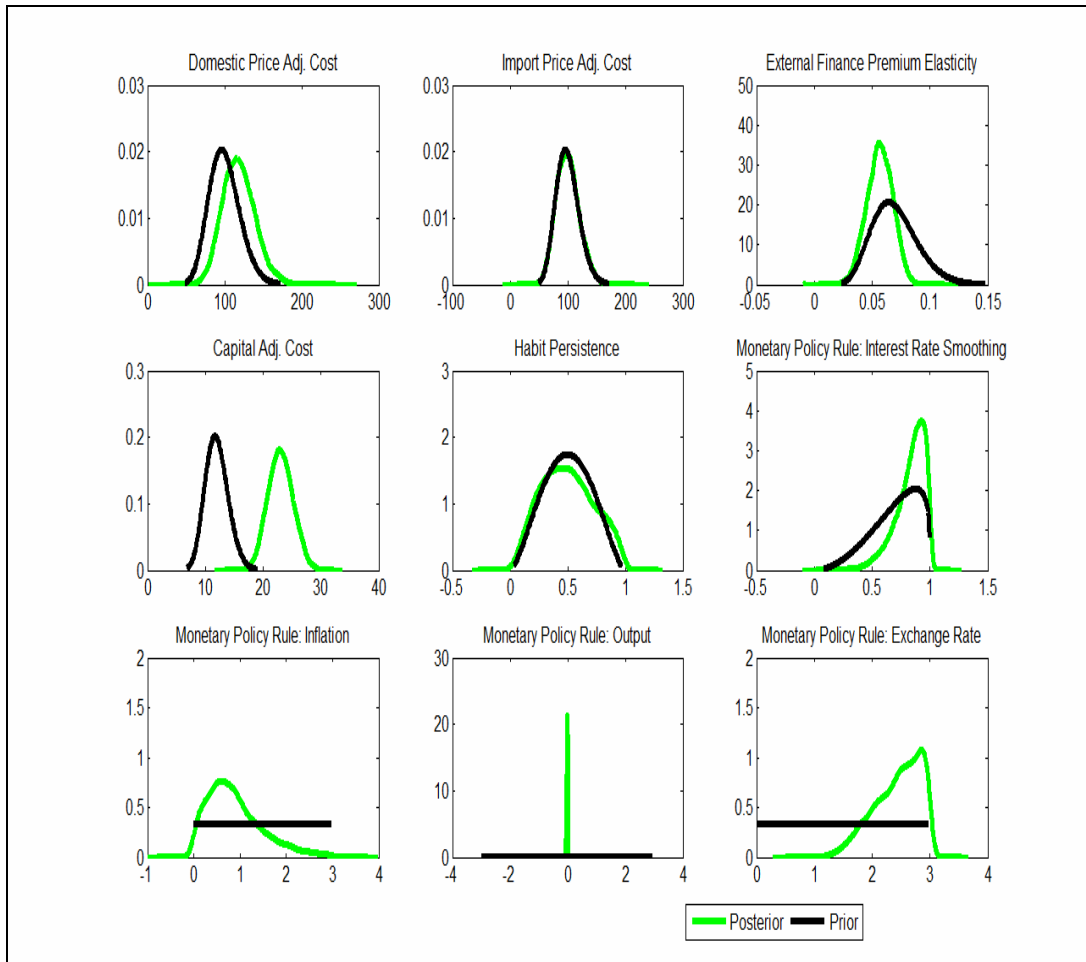 Domestic Price Adj. Cost
0.03
0.02
0.01
0
0 100 200 300
Import Price Adj. Cost
0.03
0.02
0.01
0
-100 0 100 200 300
External Finance Premium Elasticity
50
40
30
20
10
0
-0.05 0 0.05 0.1 0.15
Capital Adj. Cost
0.3
0.2
0.1
0
0 10 20 30 40
Habit Persistence
3
2
1
0
-0.5 0 0.5 1 1.5
Monetary Policy Rule: Interest Rate Smoothing
5
4
3
2
1
0
-0.5 0 0.5 1 1.5
Monetary Policy Rule: Inflation
2
1.5
1
0.5
0
-1 0 1 2 3 4
Monetary Policy Rule: Output
30
20
10
0
-4 -2 0 2 4
Monetary Policy Rule: Exchange Rate
2
1.5
1
0.5
0
0 1 2 3 4
Posterior Prior